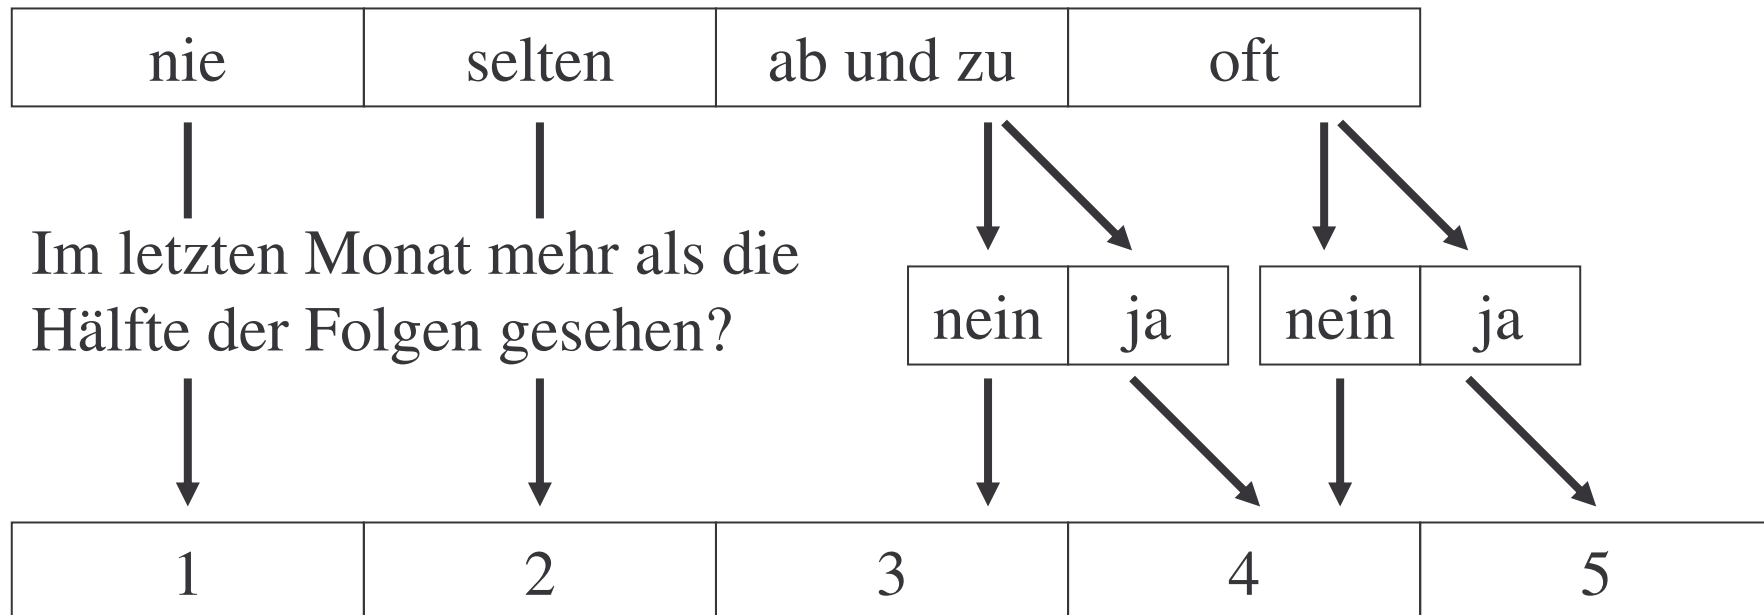 nie selten ab und zu oft
Im letzten Monat mehr als die
Hälfte der Folgen gesehen?
nein ja nein ja
1 2 3 4 5